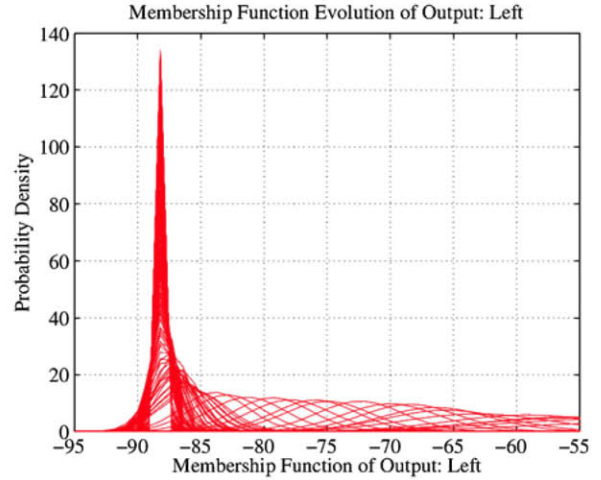 Membership Function Evolution of Output: Left
140
120
100
80
60
40
20
0
Probability Density
−95 −90 −85 −80 −75 −70 −65 −60 −55
Membership Function of Output: Left